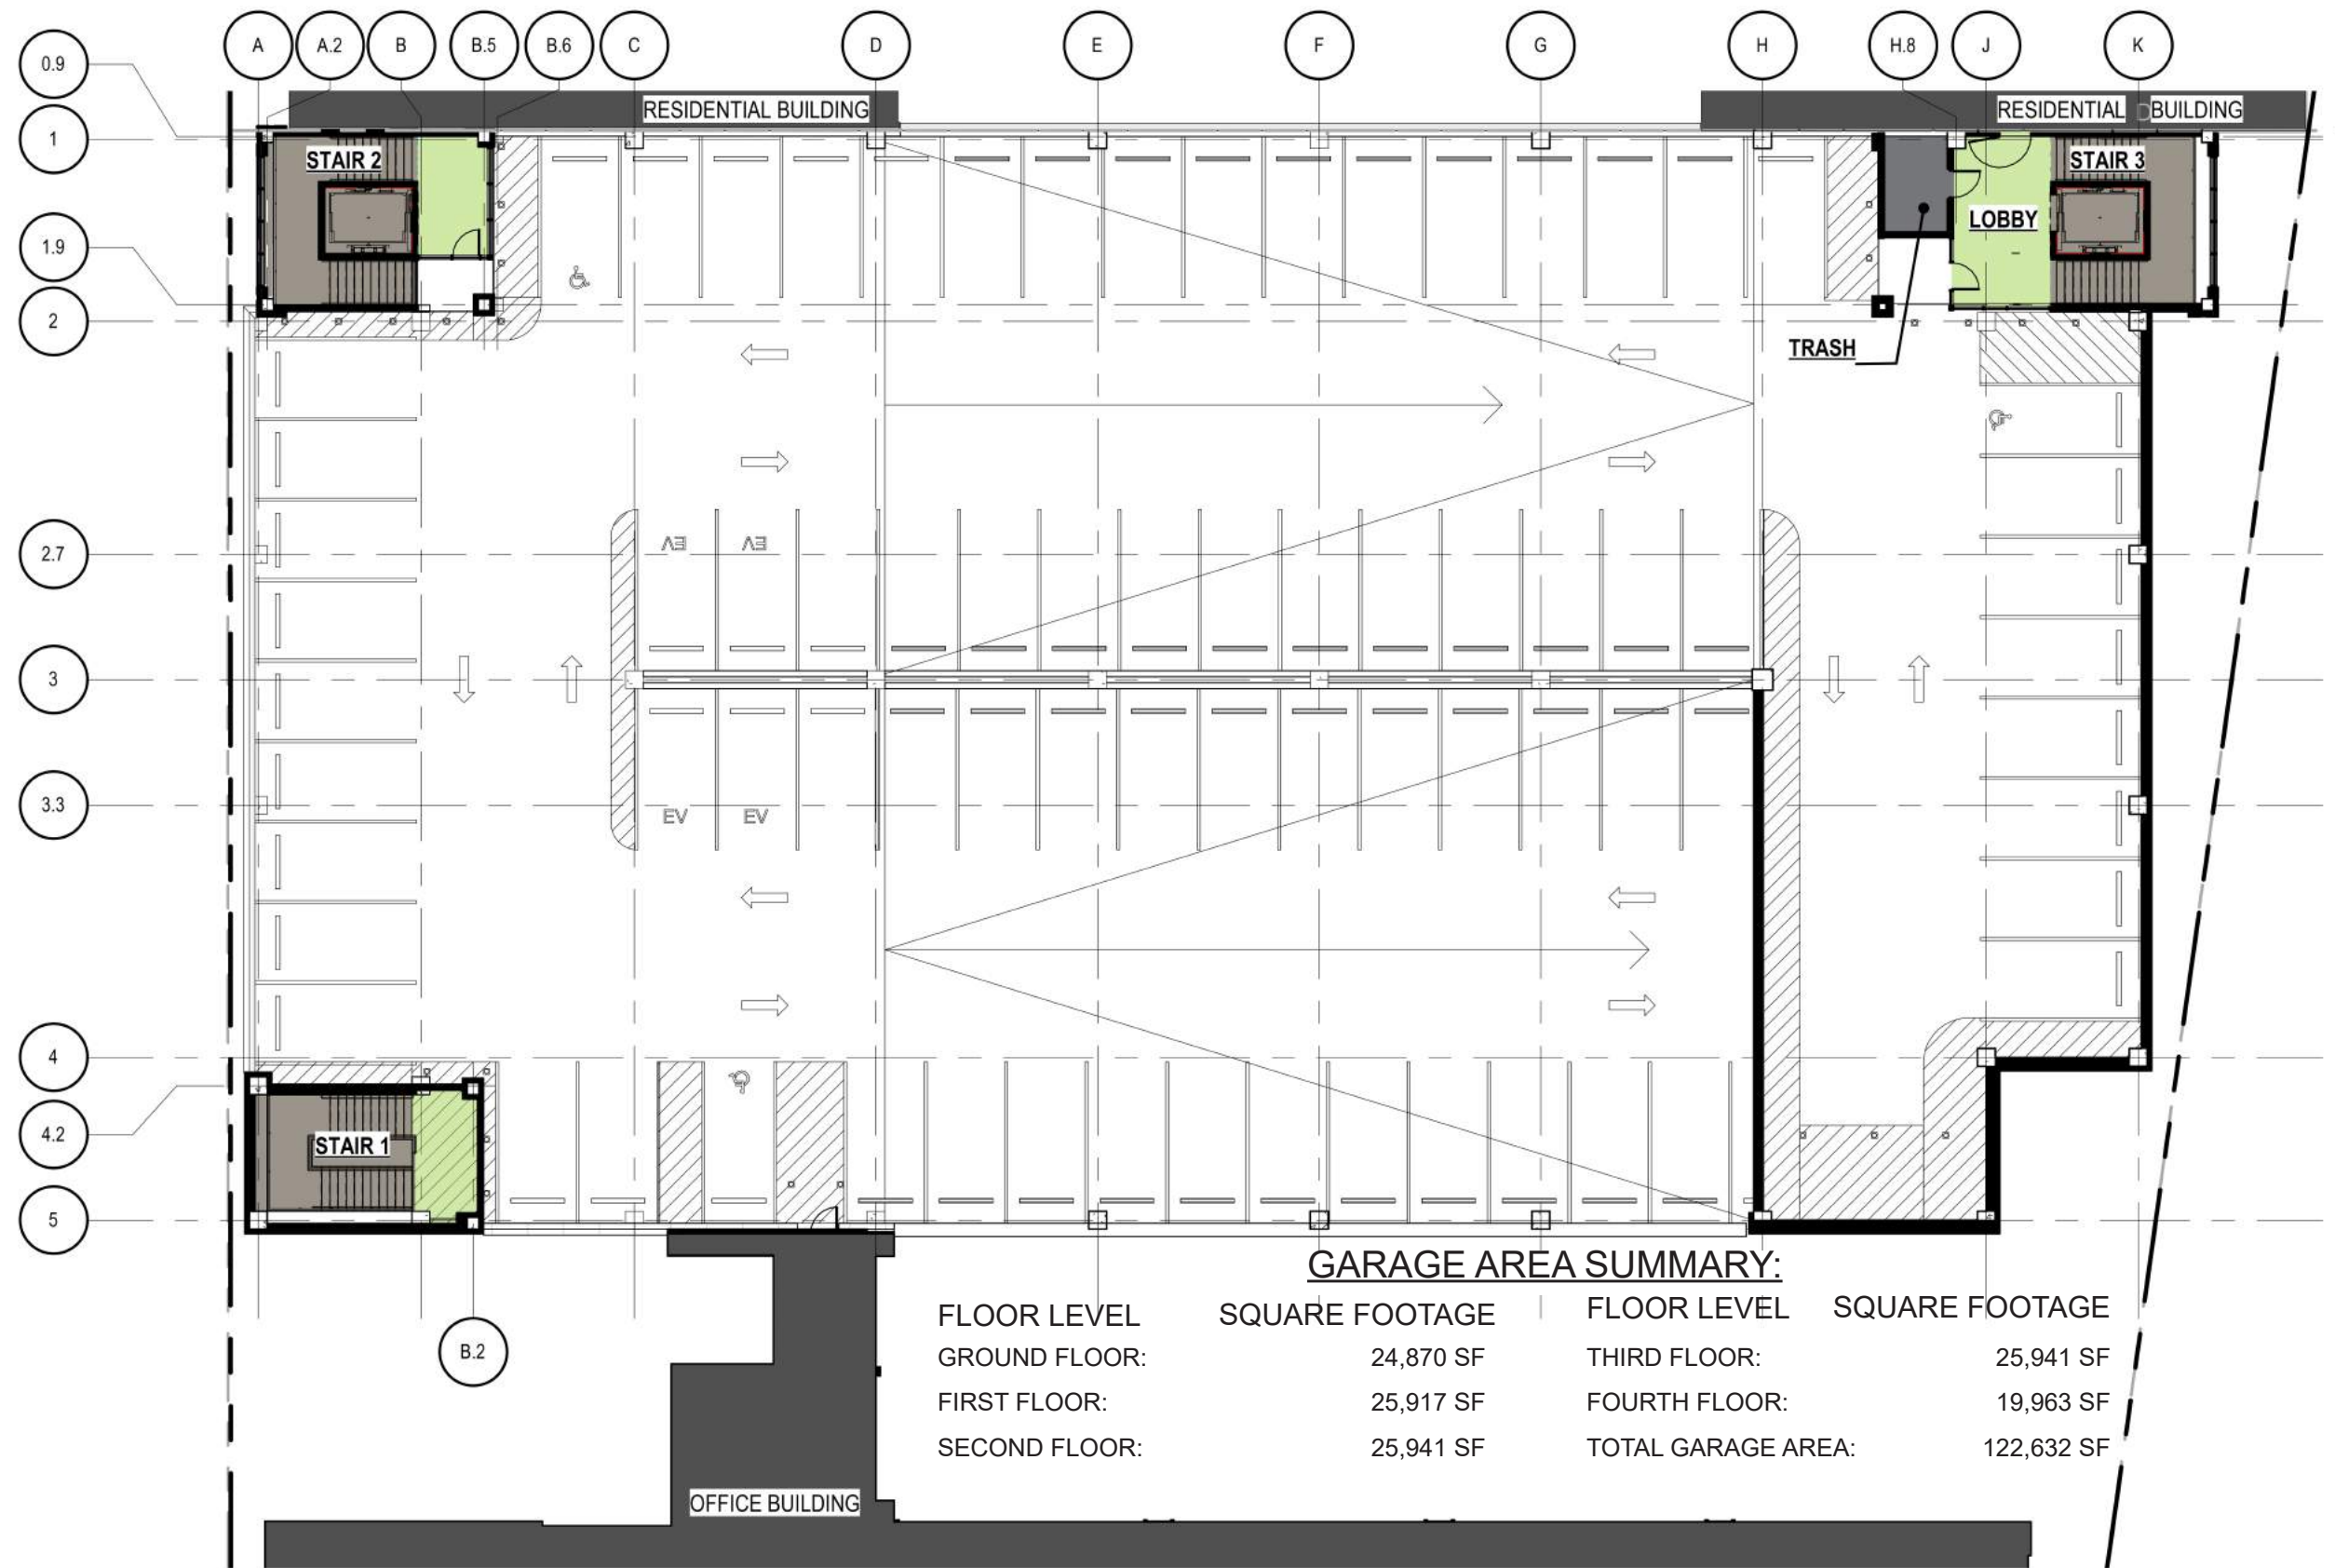 A A.2 B B.5 B.6 C D E F G H H.8 J K
0.9
RESIDENTIAL BUILDING
RESIDENTIAL BUILDING
1
STAIR 2
STAIR 3
LOBBY
1.9
2
TRASH
2.7
EV EV
3
3.3
EV EV
4
4.2
STAIR 1
5
B.2
GARAGE AREA SUMMARY:
FLOOR LEVEL SQUARE FOOTAGE FLOOR LEVEL SQUARE FOOTAGE
GROUND FLOOR: 24,870 SF THIRD FLOOR: 25,941 SF
FIRST FLOOR: 25,917 SF FOURTH FLOOR: 19,963 SF
SECOND FLOOR: 25,941 SF TOTAL GARAGE AREA: 122,632 SF
OFFICE BUILDING